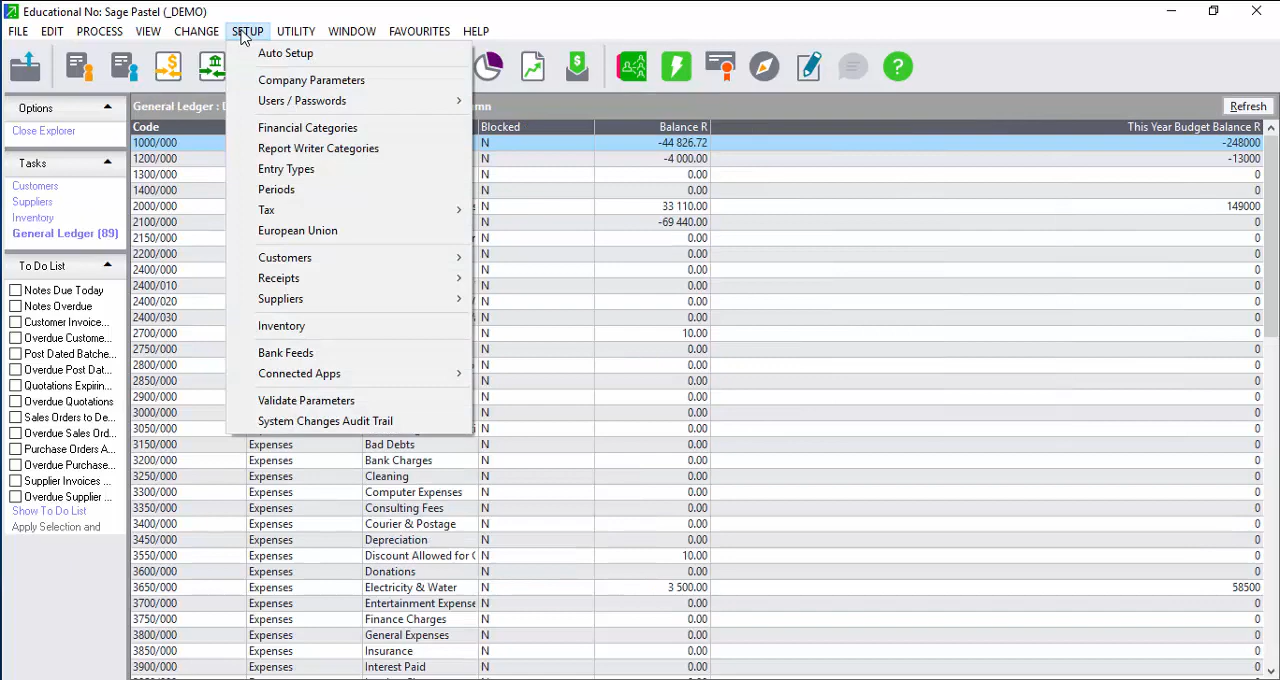 Educational No: Sage Pastel (_DEMO)
FILE EDIT PROCESS VIEW CHANGE SETUP UTILITY WINDOW FAVOURITES HELP
Auto Setup
Company Parameters
Users / Passwords
Financial Categories
Report Writer Categories
Entry Types
Periods
Tax
European Union
Customers
Receipts
Suppliers
Inventory
Bank Feeds
Connected Apps
Validate Parameters
System Changes Audit Trail
Options
Close Explorer
Tasks
Customers
Suppliers
Inventory
General Ledger (89)
To Do List
Notes Due Today
Notes Overdue
Customer Invoice...
Overdue Custome...
Post Dated Batche...
Overdue Post Dat...
Quotations Expirin...
Overdue Quotations
Sales Orders to De...
Overdue Sales Ord...
Purchase Orders A...
Overdue Purchase...
Supplier Invoices ...
Overdue Supplier ...
Show To Do List
Apply Selection and
General Ledger : mn Refresh
Code Blocked Balance R This Year Budget Balance R
1000/000 N -44 826.72 -248000
1200/000 N -4 000.00 -13000
1300/000 N 0.00 0
1400/000 N 0.00 0
2000/000 N 33 110.00 149000
2100/000 N -69 440.00 0
2150/000 N 0.00 0
2200/000 N 0.00 0
2400/000 N 0.00 0
2400/010 N 0.00 0
2400/020 N 0.00 0
2400/030 N 0.00 0
2700/000 N 10.00 0
2750/000 N 0.00 0
2800/000 N 0.00 0
2850/000 N 0.00 0
2900/000 N 0.00 0
3000/000 N 0.00 0
3050/000 N 0.00 0
3150/000 Expenses Bad Debts N 0.00 0
3200/000 Expenses Bank Charges N 0.00 0
3250/000 Expenses Cleaning N 0.00 0
3300/000 Expenses Computer Expenses N 0.00 0
3350/000 Expenses Consulting Fees N 0.00 0
3400/000 Expenses Courier & Postage N 0.00 0
3450/000 Expenses Depreciation N 0.00 0
3550/000 Expenses Discount Allowed for N 10.00 0
3600/000 Expenses Donations N 0.00 0
3650/000 Expenses Electricity & Water N 3 500.00 58500
3700/000 Expenses Entertainment Expense N 0.00 0
3750/000 Expenses Finance Charges N 0.00 0
3800/000 Expenses General Expenses N 0.00 0
3850/000 Expenses Insurance N 0.00 0
3900/000 Expenses Interest Paid N 0.00 0